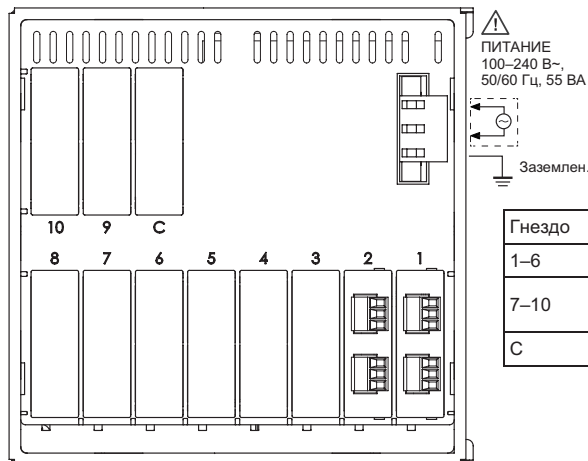 ПИТАНИЕ
100–240 В~,
50/60 Гц, 55 ВА
Заземлен.
10 9 C
8 7 6 5 4 3 2 1
Гнездо
1–6
7–10
C